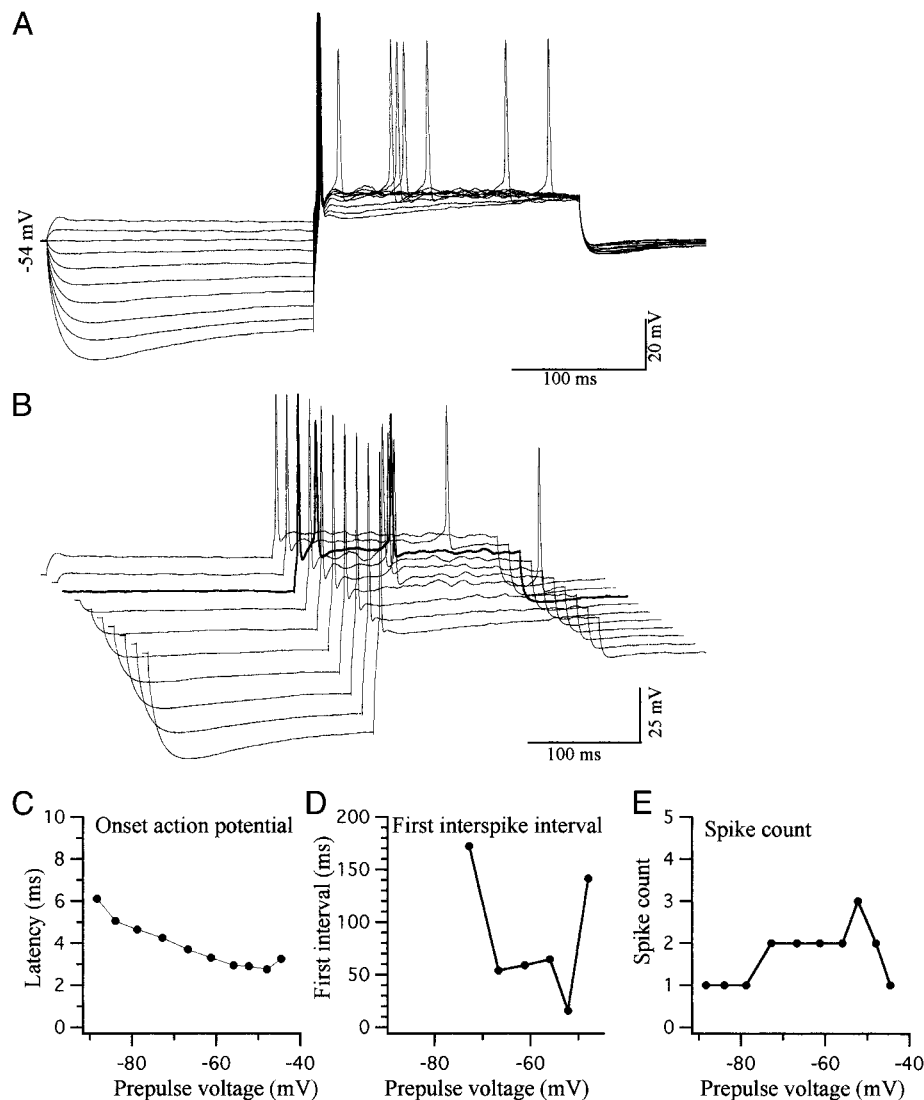 A
-54 mV
20 mV
100 ms
B
25 mV
100 ms
C
Onset action potential
10
8
6
4
2
0
Latency (ms)
-80 -60 -40
Prepulse voltage (mV)
D
First interspike interval
200
150
100
50
0
First interval (ms)
-80 -60
Prepulse voltage (mV)
E
Spike count
5
4
3
2
1
0
Spike count
-80 -60 -40
Prepulse voltage (mV)